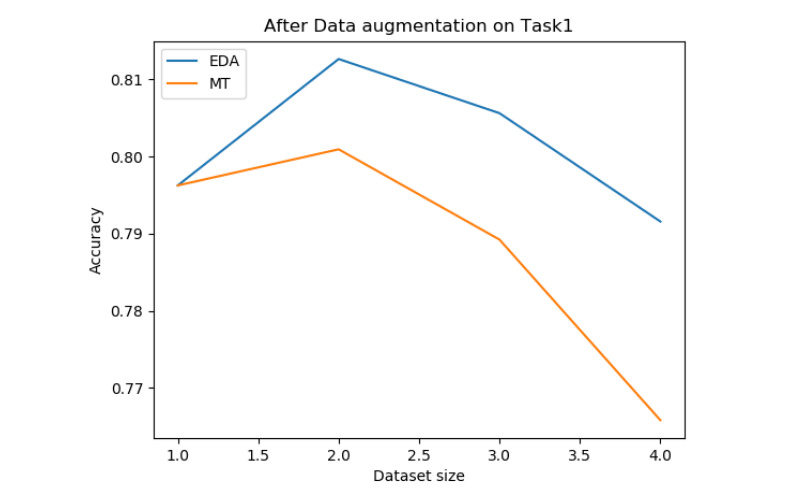 After Data augmentation on Task1
EDA
MT
0.81
0.80
0.79
0.78
0.77
Accuracy
1.0 1.5 2.0 2.5 3.0 3.5 4.0
Dataset size